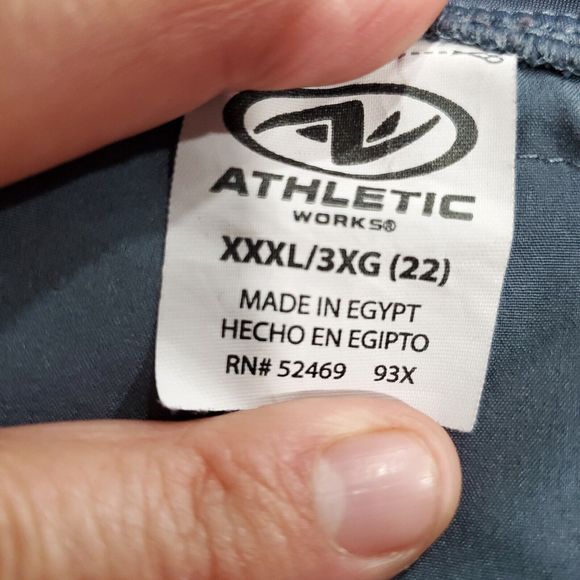 ATHLETIC
WORKS®
XXXL/3XG (22)
MADE IN EGYPT
HECHO EN EGIPTO
RN# 52469 93X